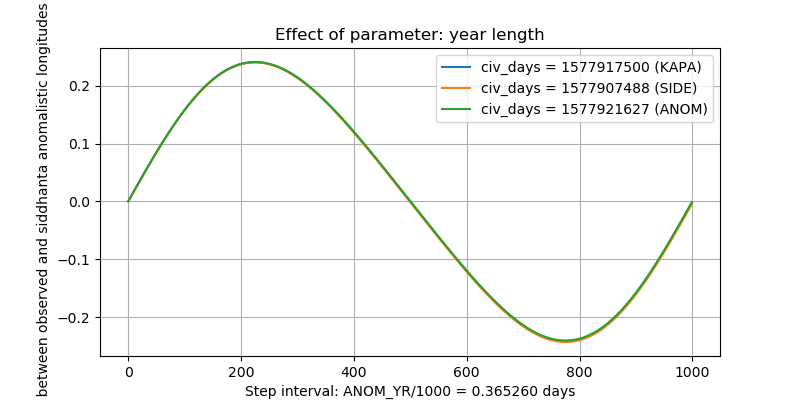 Effect of parameter: year length
between observed and siddhanta anomalistic longitudes
0.2
0.1
0.0
−0.1
−0.2
civ_days = 1577917500 (KAPA)
civ_days = 1577907488 (SIDE)
civ_days = 1577921627 (ANOM)
0 200 400 600 800 1000
Step interval: ANOM_YR/1000 = 0.365260 days